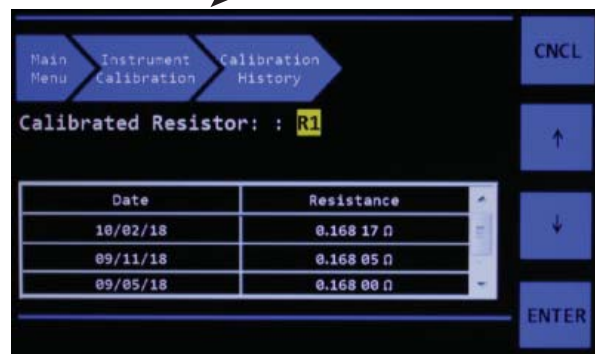 Main Menu
Instrument Calibration
Calibration History
CNCL
Calibrated Resistor: : R1
↑
Date Resistance
10/02/18 0.168 17 Ω
09/11/18 0.168 05 Ω
09/05/18 0.168 00 Ω
↓
ENTER